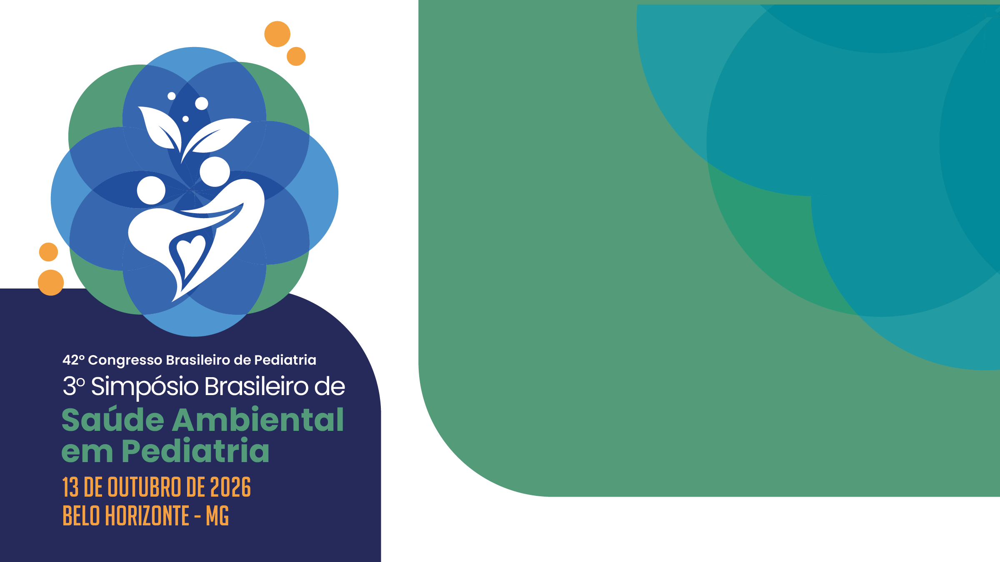 42º Congresso Brasileiro de Pediatria
3º Simpósio Brasileiro de
Saúde Ambiental
em Pediatria
13 DE OUTUBRO DE 2026
BELO HORIZONTE - MG